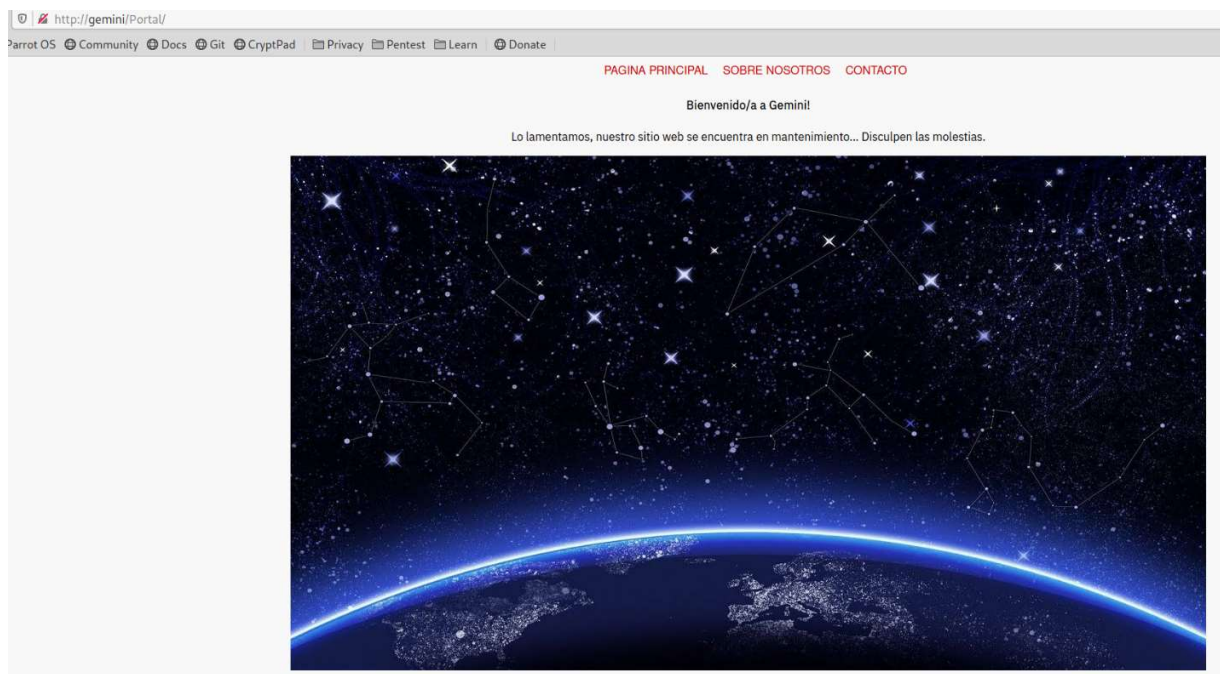 http://gemini/Portal/
Parrot OS Community Docs Git CryptPad Privacy Pentest Learn Donate
PAGINA PRINCIPAL SOBRE NOSOTROS CONTACTO
Bienvenido/a a Gemini!
Lo lamentamos, nuestro sitio web se encuentra en mantenimiento... Disculpen las molestias.